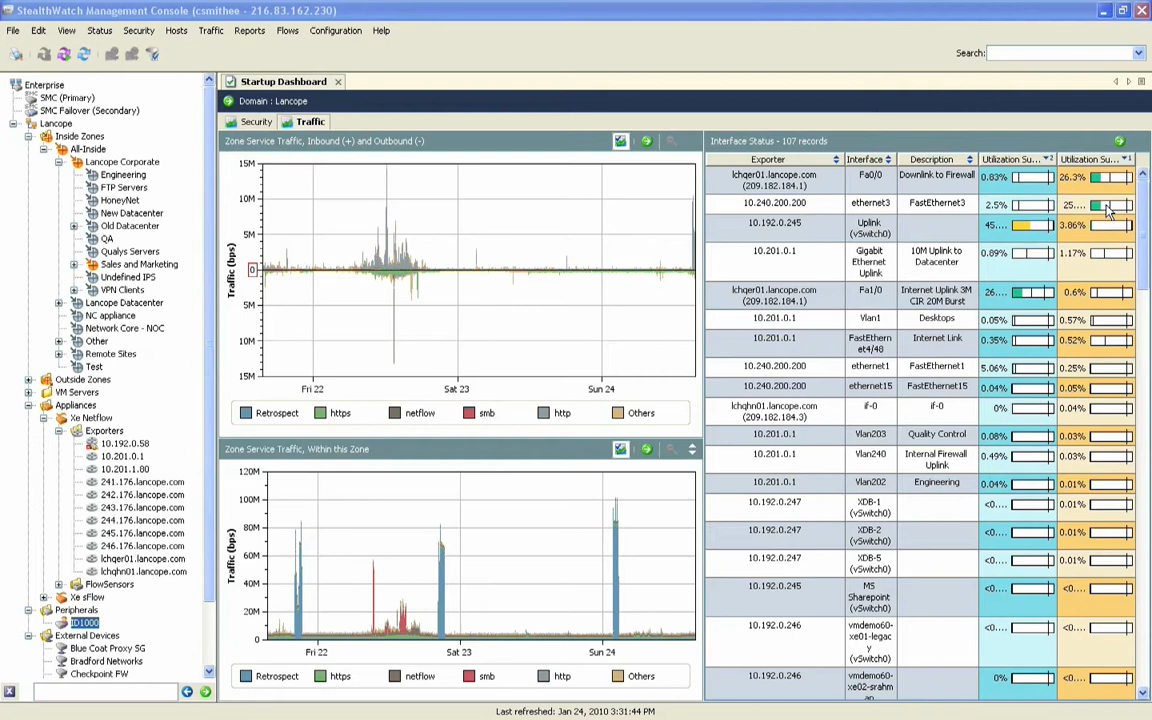 StealthWatch Management Console (csmithee - 216.83.162.230)
File Edit View Status Security Hosts Traffic Reports Flows Configuration Help
Search:
Enterprise
SMC (Primary)
SMC Failover (Secondary)
Lancope
Inside Zones
All-Inside
Lancope Corporate
Engineering
FTP Servers
HoneyNet
New Datacenter
Old Datacenter
QA
Qualys Servers
Sales and Marketing
Undefined IPS
VPN Clients
Lancope Datacenter
NC appliance
Network Core - NOC
Other
Remote Sites
Test
Outside Zones
VM Servers
Appliances
Xe Netflow
Exporters
10.192.0.58
10.201.0.1
10.201.1.80
241.176.lancope.com
242.176.lancope.com
243.176.lancope.com
244.176.lancope.com
245.176.lancope.com
246.176.lancope.com
lchqer01.lancope.com
lchqhn01.lancope.com
FlowSensors
Xe sFlow
Peripherals
ID1000
External Devices
Blue Coat Proxy SG
Bradford Networks
Checkpoint FW
Startup Dashboard
Domain : Lancope
Security Traffic
Zone Service Traffic, Inbound (+) and Outbound (-)
Traffic (bps)
15M
10M
5M
0
5M
10M
15M
Fri 22 Sat 23 Sun 24
Retrospect https netflow smb http Others
Zone Service Traffic, Within this Zone
Traffic (bps)
120M
100M
80M
60M
40M
20M
0
Fri 22 Sat 23 Sun 24
Retrospect https netflow smb http Others
Interface Status - 107 records
Exporter Interface Description Utilization Su... 2 Utilization Su... 1
lchqer01.lancope.com (209.182.184.1) Fa0/0 Downlink to Firewall 0.83% 26.3%
10.240.200.200 ethernet3 FastEthernet3 2.5% 25....
10.192.0.245 Uplink (vSwitch0) 45.... 3.86%
10.201.0.1 Gigabit Ethernet Uplink 10M Uplink to Datacenter 0.89% 1.17%
lchqer01.lancope.com (209.182.184.1) Fa1/0 Internet Uplink 3M CIR 20M Burst 26.... 0.6%
10.201.0.1 Vlan1 Desktops 0.05% 0.57%
10.201.0.1 FastEthernet4/48 Internet Link 0.35% 0.52%
10.240.200.200 ethernet1 FastEthernet1 5.06% 0.25%
10.240.200.200 ethernet15 FastEthernet15 0.04% 0.05%
lchqhn01.lancope.com (209.182.184.3) if-0 if-0 0% 0.04%
10.201.0.1 Vlan203 Quality Control 0.08% 0.03%
10.201.0.1 Vlan240 Internal Firewall Uplink 0.49% 0.03%
10.201.0.1 Vlan202 Engineering 0.04% 0.01%
10.192.0.247 XDB-1 (vSwitch0) <0.... 0.01%
10.192.0.247 XDB-2 (vSwitch0) <0.... 0.01%
10.192.0.247 XDB-5 (vSwitch0) <0.... 0.01%
10.192.0.245 MS Sharepoint (vSwitch0) <0.... <0....
10.192.0.246 vmdemo60-xe01-legacy (vSwitch0) <0.... <0....
10.192.0.246 vmdemo60-xe02-srahm 0% <0....
Last refreshed: Jan 24, 2010 3:31:44 PM